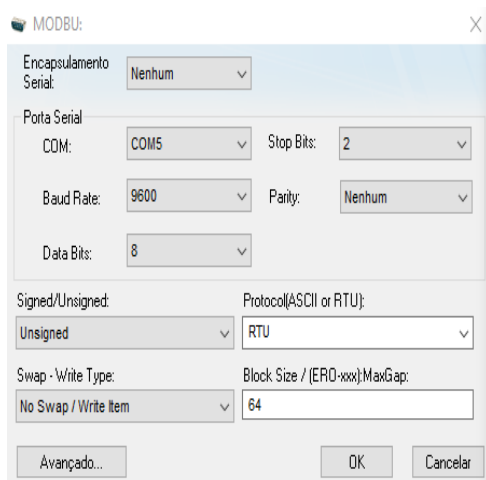 MODBU:
Encapsulamento
Serial:
Nenhum
Porta Serial
COM: COM5 Stop Bits: 2
Baud Rate: 9600 Parity: Nenhum
Data Bits: 8
Signed/Unsigned: Protocol(ASCII or RTU):
Unsigned RTU
Swap - Write Type: Block Size / (ERO-xxx):MaxGap:
No Swap / Write Item 64
Avançado... OK Cancelar